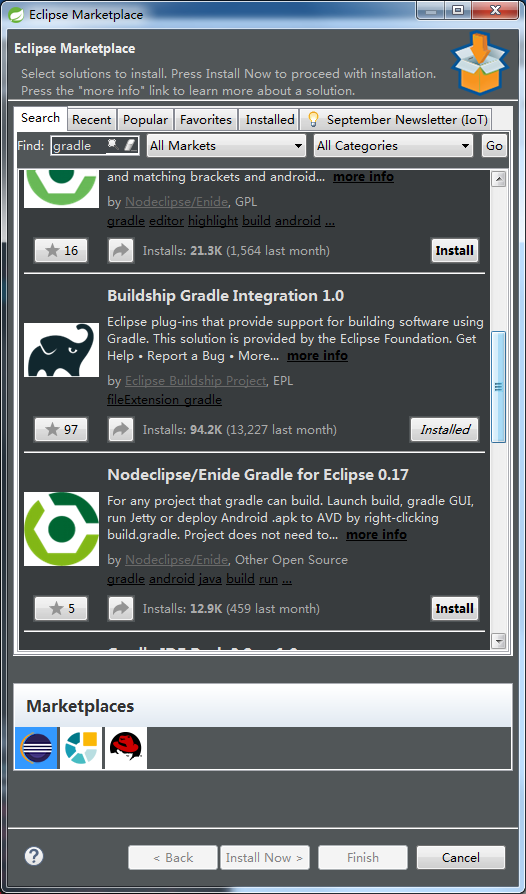 Eclipse Marketplace
Eclipse Marketplace
Select solutions to install. Press Install Now to proceed with installation.
Press the "more info" link to learn more about a solution.
Search Recent Popular Favorites Installed September Newsletter (IoT)
Find: gradle All Markets All Categories Go
and matching brackets and android... more info
by Nodeclipse/Enide, GPL
gradle editor highlight build android ...
16 Installs: 21.3K (1,564 last month) Install
Buildship Gradle Integration 1.0
Eclipse plug-ins that provide support for building software using
Gradle. This solution is provided by the Eclipse Foundation. Get
Help • Report a Bug • More... more info
by Eclipse Buildship Project, EPL
fileExtension_gradle
97 Installs: 94.2K (13,227 last month) Installed
Nodeclipse/Enide Gradle for Eclipse 0.17
For any project that gradle can build. Launch build, gradle GUI,
run Jetty or deploy Android .apk to AVD by right-clicking
build.gradle. Project does not need to... more info
by Nodeclipse/Enide, Other Open Source
gradle android java build run ...
5 Installs: 12.9K (459 last month) Install
Marketplaces
? < Back Install Now > Finish Cancel